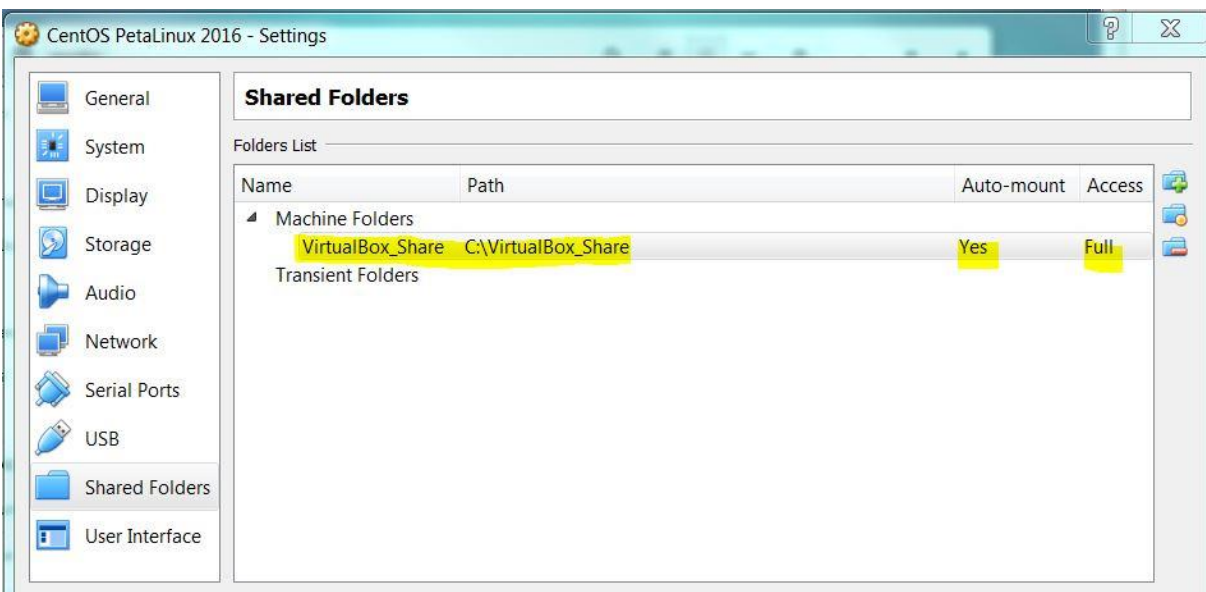 CentOS PetaLinux 2016 - Settings
General
System
Display
Storage
Audio
Network
Serial Ports
USB
Shared Folders
User Interface
Shared Folders
Folders List
Name Path Auto-mount Access
Machine Folders
VirtualBox_Share C:\VirtualBox_Share Yes Full
Transient Folders